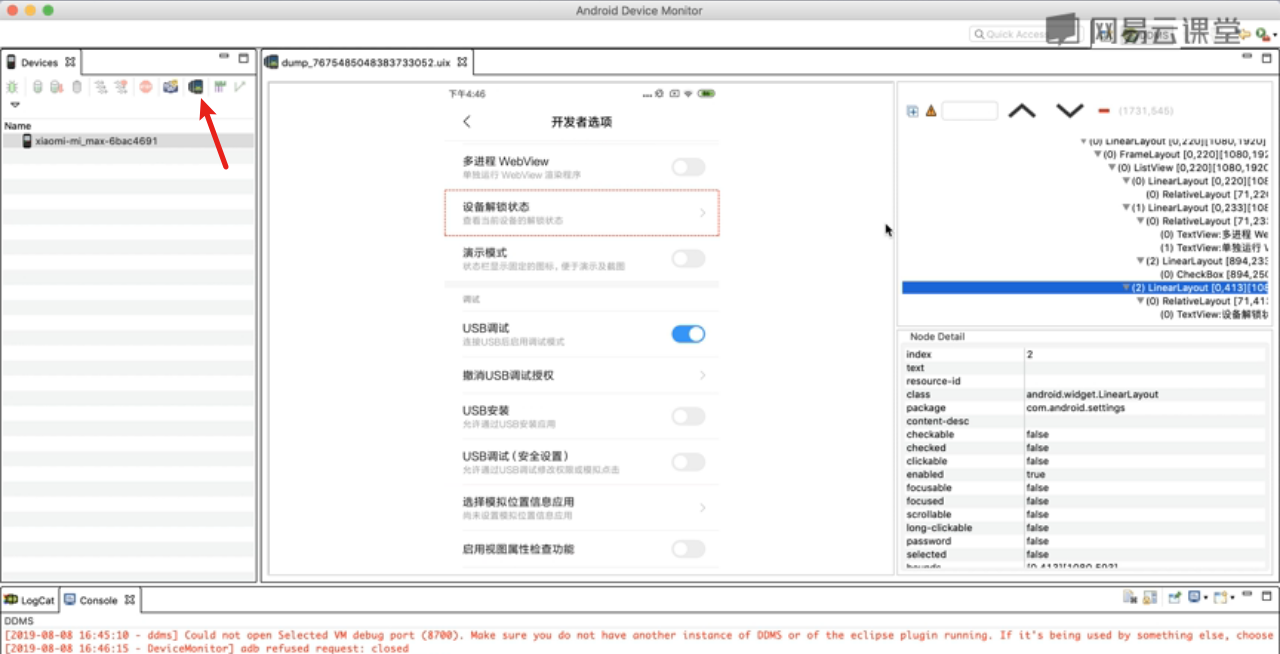 Android Device Monitor
Quick Access
DDMS
网易云课堂
Devices
dump_7675485048383733052.uix
Name
xiaomi-mi_max-6bac4691
下午4:46
开发者选项
多进程 WebView
单独运行 WebView 渲染程序
设备解锁状态
查看当前设备的解锁状态
演示模式
状态栏显示固定的图标，便于演示及截图
调试
USB调试
连接USB后启用调试模式
撤消USB调试授权
USB安装
允许通过USB安装应用
USB调试（安全设置）
允许通过USB调试修改权限或模拟点击
选择模拟位置信息应用
尚未设置模拟位置信息应用
启用视图属性检查功能
(1731,545)
(0) LinearLayout [0,220][1080,1920]
(0) FrameLayout [0,220][1080,192
(0) ListView [0,220][1080,1920
(0) LinearLayout [0,220][108
(0) RelativeLayout [71,220
(1) LinearLayout [0,233][108
(0) RelativeLayout [71,233
(0) TextView:多进程 We
(1) TextView:单独运行 W
(2) LinearLayout [894,233
(0) CheckBox [894,250
(2) LinearLayout [0,413][108
(0) RelativeLayout [71,413
(0) TextView:设备解锁状
Node Detail
index 2
text
resource-id
class android.widget.LinearLayout
package com.android.settings
content-desc
checkable false
checked false
clickable false
enabled true
focusable false
focused false
scrollable false
long-clickable false
password false
selected false
bounds [0,413][1080,593]
LogCat
Console
DDMS
[2019-08-08 16:45:10 - ddms] Could not open Selected VM debug port (8700). Make sure you do not have another instance of DDMS or of the eclipse plugin running. If it's being used by something else, choose
[2019-08-08 16:46:15 - DeviceMonitor] adb refused request: closed